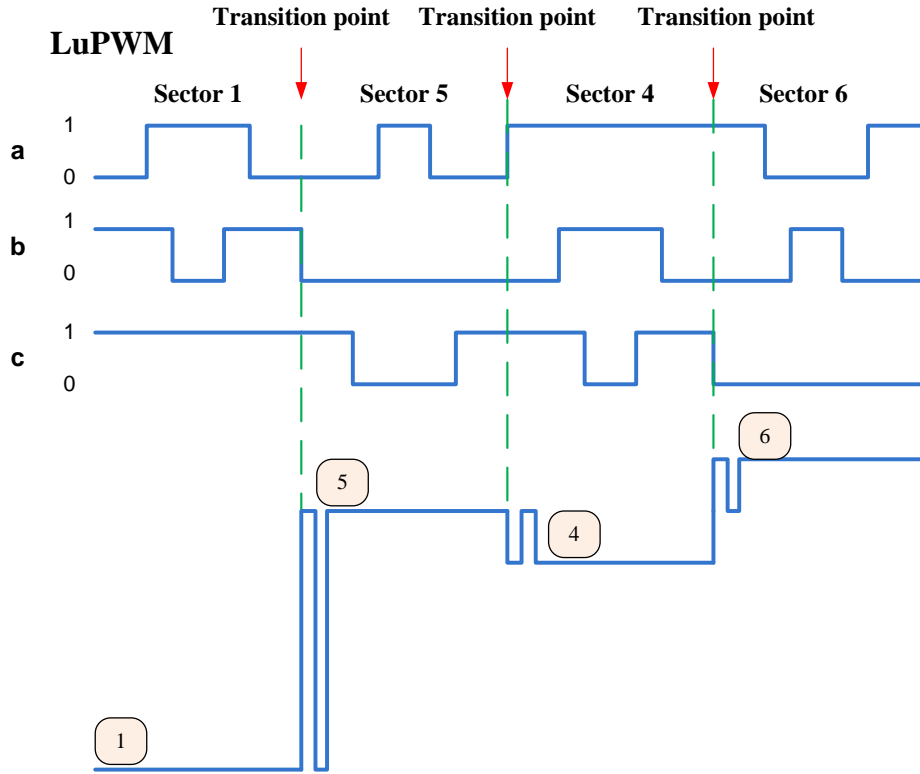 Transition point Transition point Transition point
LuPWM
Sector 1 Sector 5 Sector 4 Sector 6
1
a
0
1
b
0
1
c
0
6
5
4
1